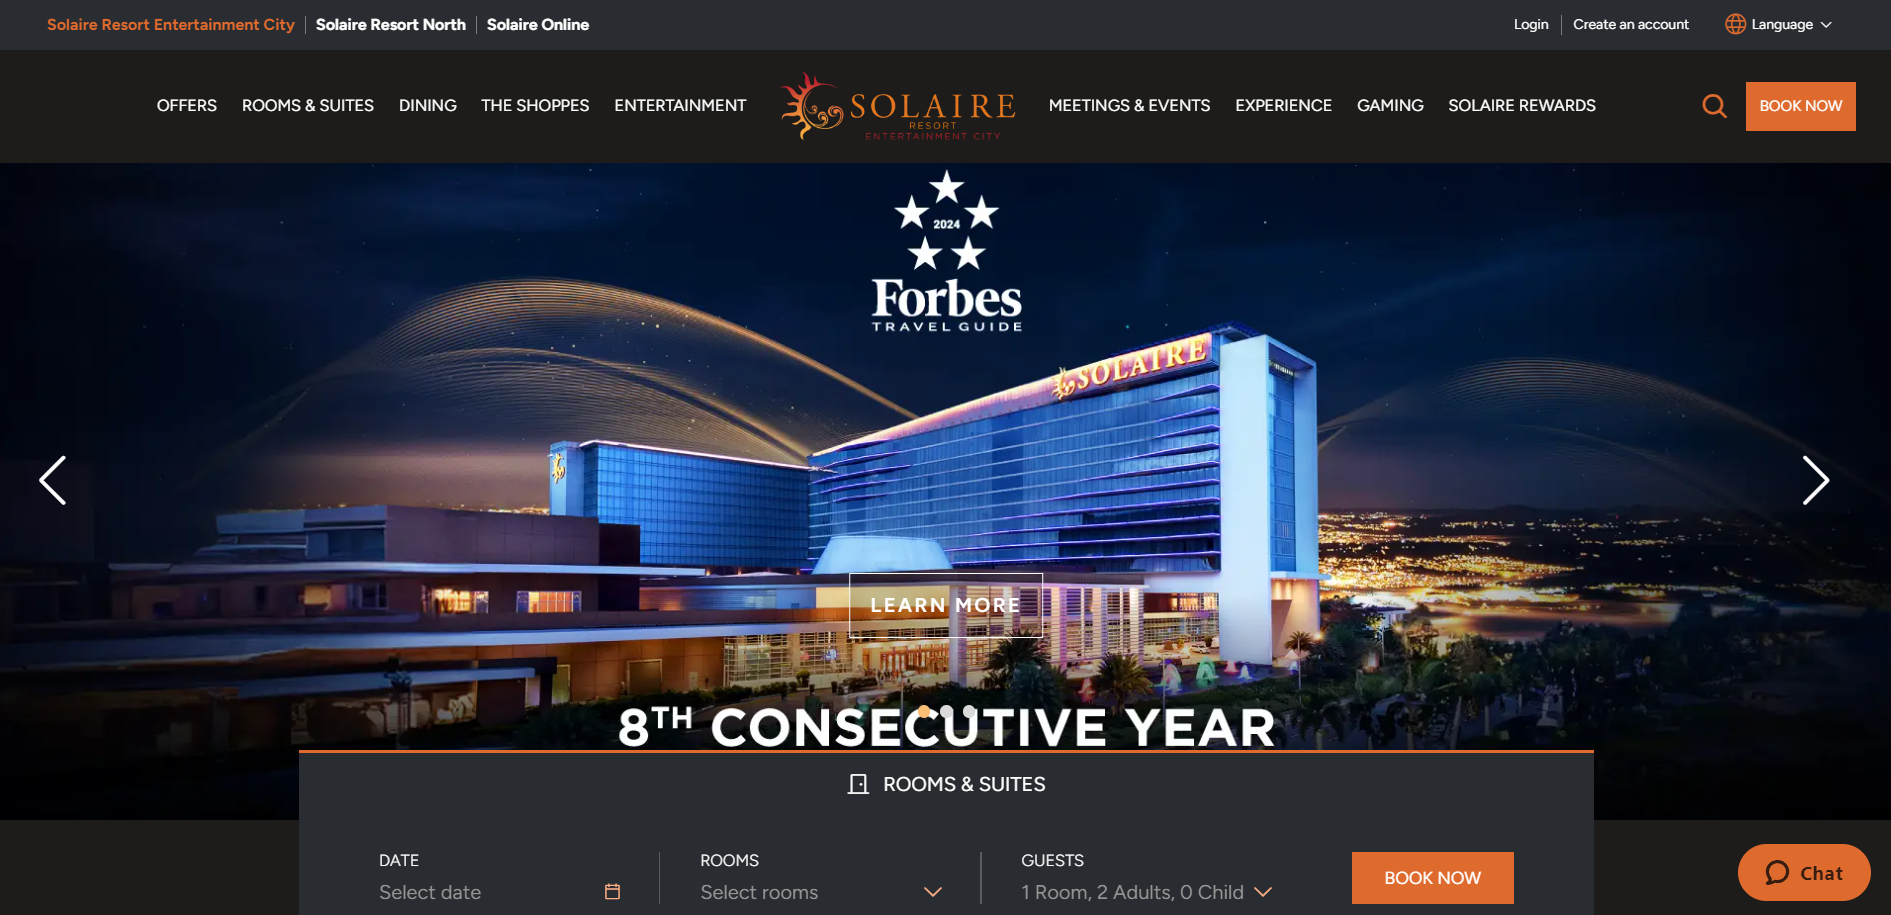 Solaire Resort Entertainment City
Solaire Resort North
Solaire Online
Login
Create an account
Language
OFFERS
ROOMS & SUITES
DINING
THE SHOPPES
ENTERTAINMENT
SOLAIRE
RESORT
ENTERTAINMENT CITY
MEETINGS & EVENTS
EXPERIENCE
GAMING
SOLAIRE REWARDS
BOOK NOW
2024
Forbes
TRAVEL GUIDE
SOLAIRE
LEARN MORE
8TH CONSECUTIVE YEAR
ROOMS & SUITES
DATE
Select date
ROOMS
Select rooms
GUESTS
1 Room, 2 Adults, 0 Child
BOOK NOW
Chat